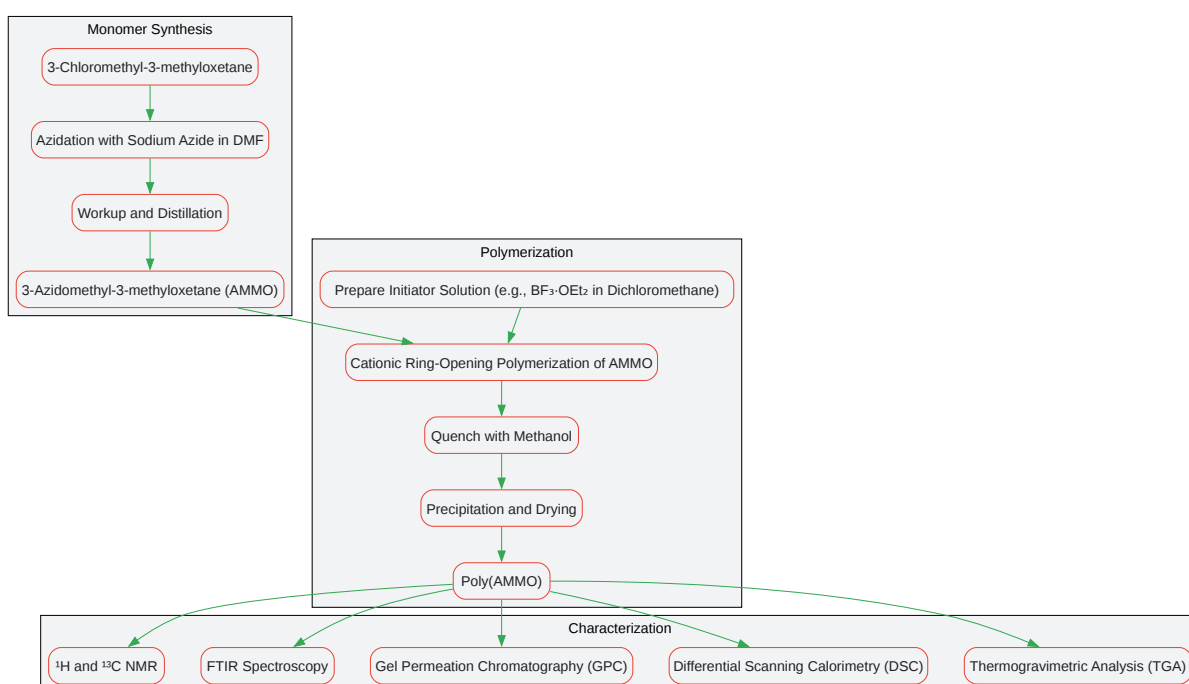 Monomer Synthesis
3-Chloromethyl-3-methyloxetane
Azidation with Sodium Azide in DMF
Workup and Distillation
3-Azidomethyl-3-methyloxetane (AMMO)
Polymerization
Prepare Initiator Solution (e.g., BF₃·OEt₂ in Dichloromethane)
Cationic Ring-Opening Polymerization of AMMO
Quench with Methanol
Precipitation and Drying
Poly(AMMO)
Characterization
¹H and ¹³C NMR
FTIR Spectroscopy
Gel Permeation Chromatography (GPC)
Differential Scanning Calorimetry (DSC)
Thermogravimetric Analysis (TGA)